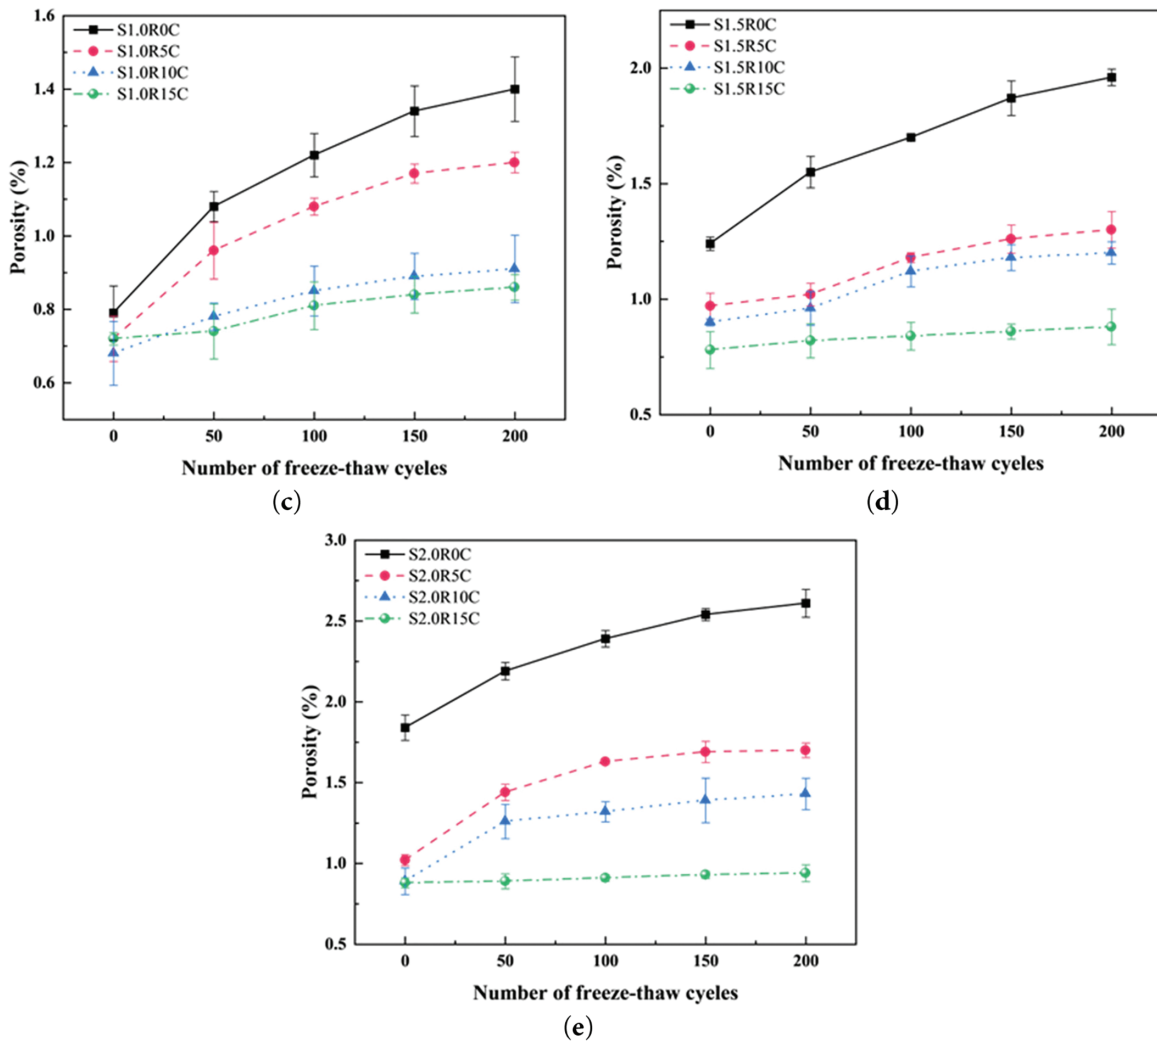 S1.0R0C
S1.0R5C
S1.0R10C
S1.0R15C
1.6
1.4
1.2
1.0
0.8
0.6
Porosity (%)
0 50 100 150 200
Number of freeze-thaw cyeles
(c)
S1.5R0C
S1.5R5C
S1.5R10C
S1.5R15C
2.0
1.5
1.0
0.5
Porosity (%)
0 50 100 150 200
Number of freeze-thaw cyeles
(d)
S2.0R0C
S2.0R5C
S2.0R10C
S2.0R15C
3.0
2.5
2.0
1.5
1.0
0.5
Porosity (%)
0 50 100 150 200
Number of freeze-thaw cyeles
(e)